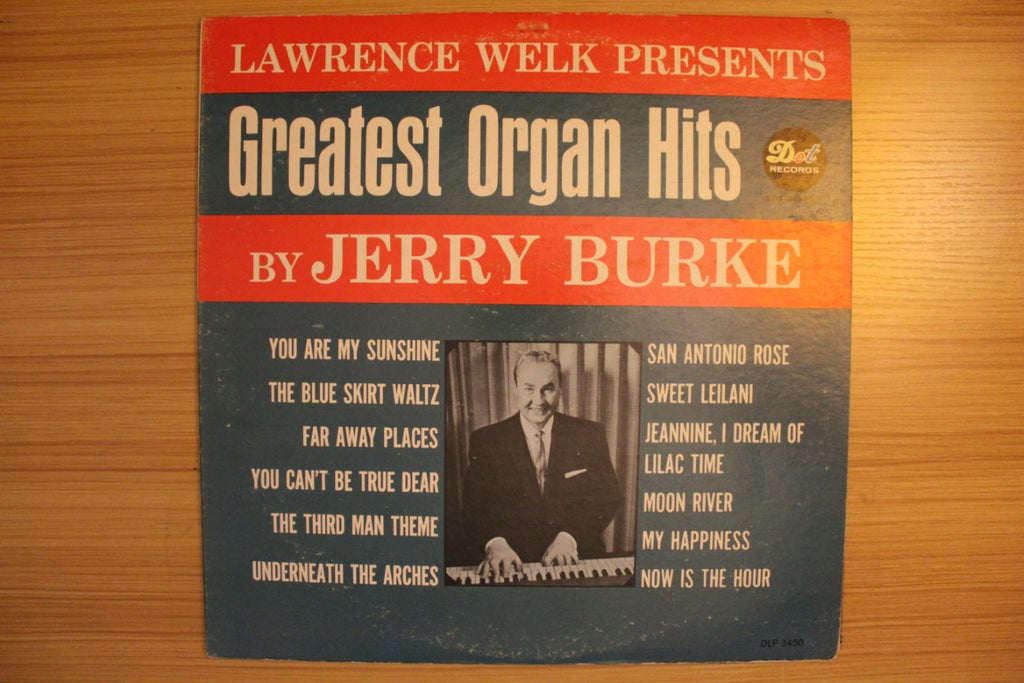 LAWRENCE WELK PRESENTS
Greatest Organ Hits
Dot
RECORDS
BY JERRY BURKE
YOU ARE MY SUNSHINE
THE BLUE SKIRT WALTZ
FAR AWAY PLACES
YOU CAN'T BE TRUE DEAR
THE THIRD MAN THEME
UNDERNEATH THE ARCHES
SAN ANTONIO ROSE
SWEET LEILANI
JEANNINE, I DREAM OF
LILAC TIME
MOON RIVER
MY HAPPINESS
NOW IS THE HOUR
DLP 3450